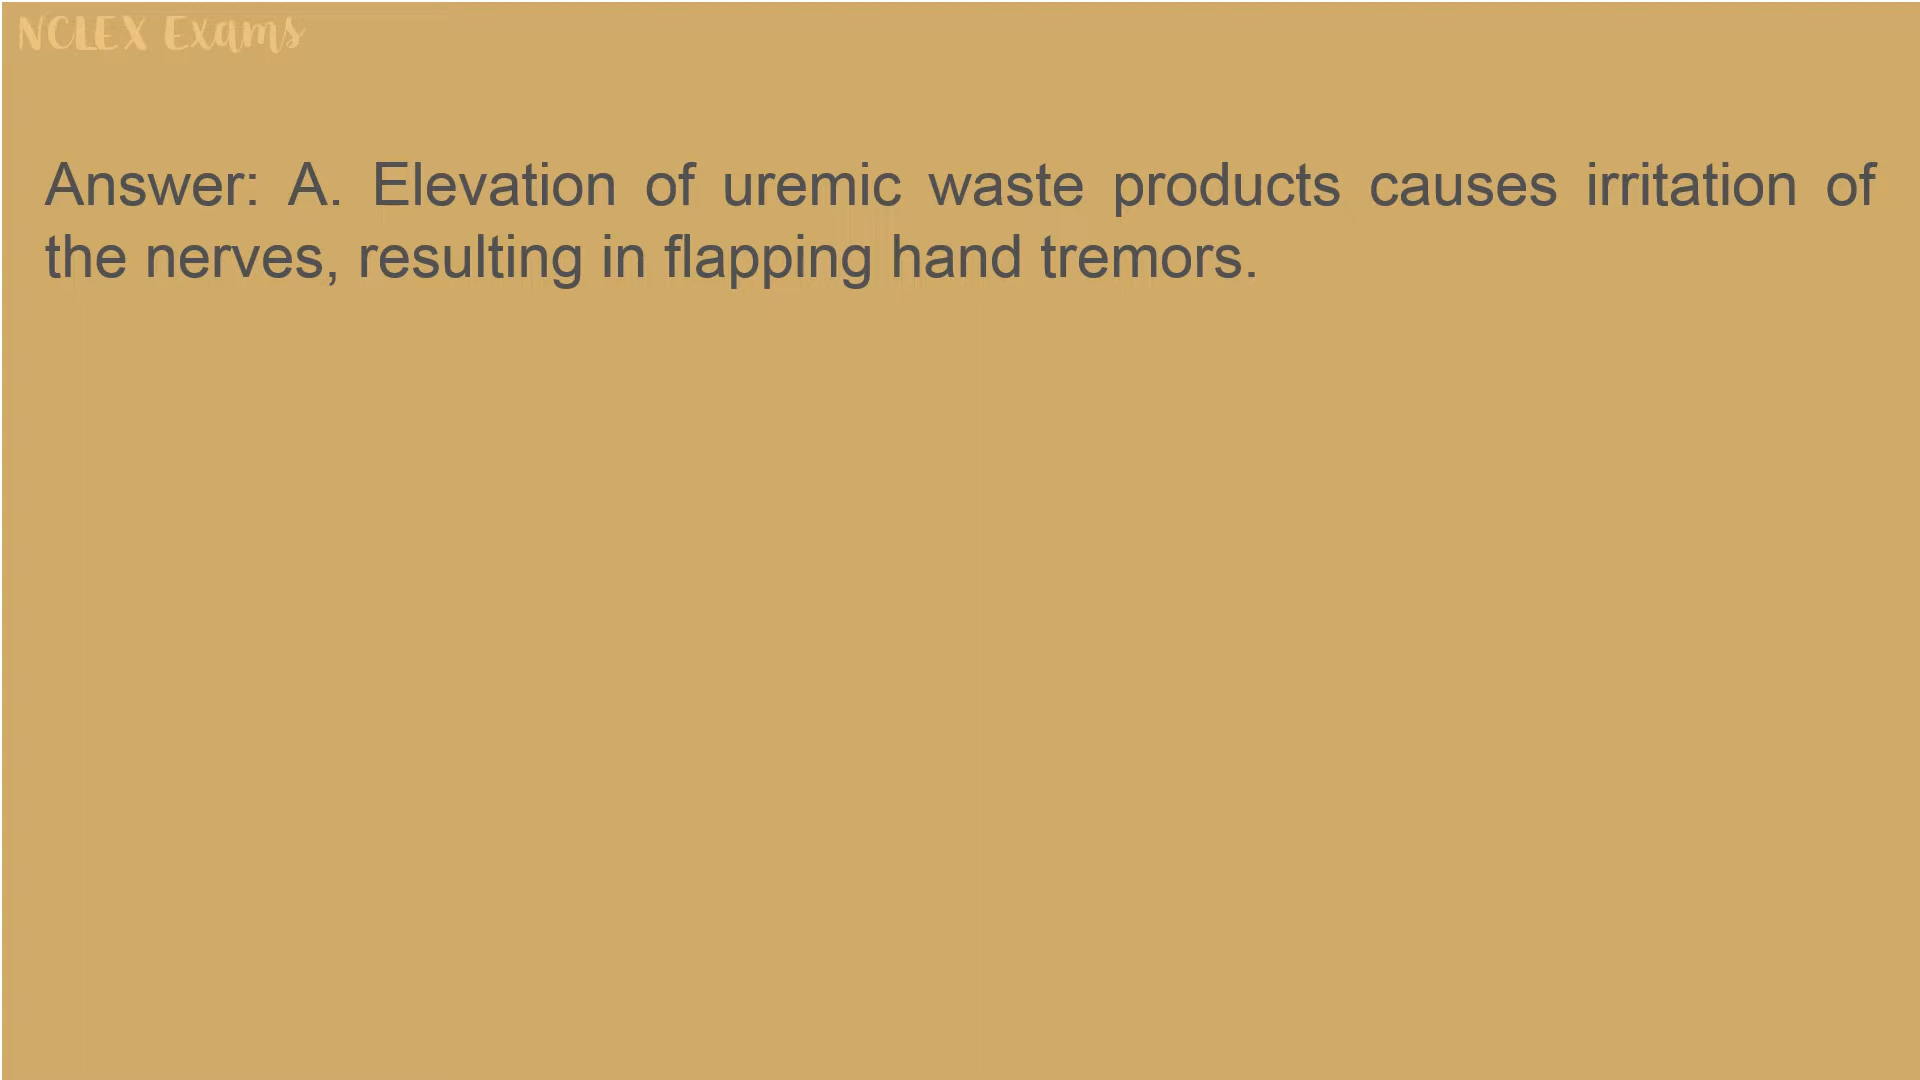 NCLEX Exams
Answer: A. Elevation of uremic waste products causes irritation of
the nerves, resulting in flapping hand tremors.